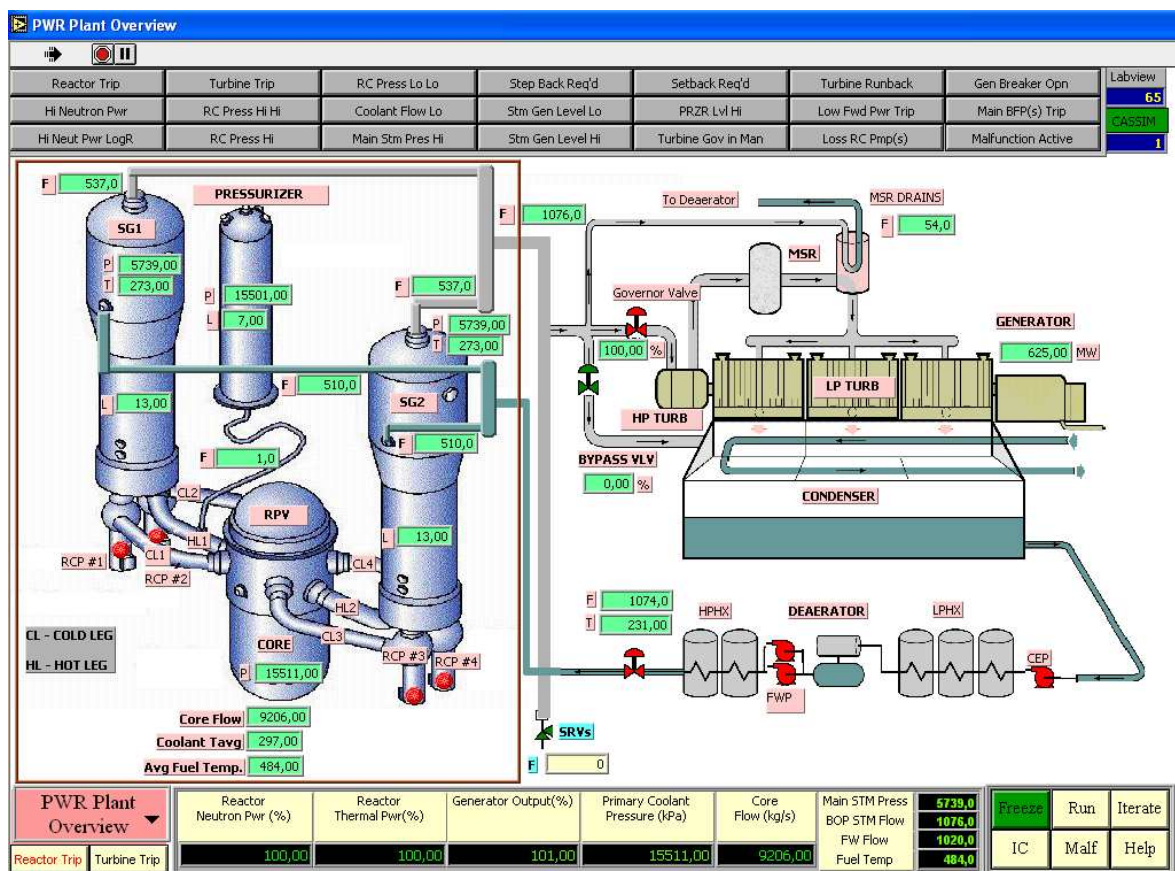 PWR Plant Overview
Reactor Trip
Turbine Trip
RC Press Lo Lo
Step Back Req'd
Setback Req'd
Turbine Runback
Gen Breaker Opn
Labview
65
Hi Neutron Pwr
RC Press Hi Hi
Coolant Flow Lo
Stm Gen Level Lo
PRZR Lvl Hi
Low Fwd Pwr Trip
Main BFP(s) Trip
CASSIM
1
Hi Neut Pwr LogR
RC Press Hi
Main Stm Pres Hi
Stm Gen Level Hi
Turbine Gov in Man
Loss RC Pmp(s)
Malfunction Active
F 537,0
PRESSURIZER
SG1
P 5739,00
T 273,00
P 15501,00
L 7,00
F 537,0
P 5739,00
T 273,00
F 510,0
SG2
L 13,00
F 510,0
F 1,0
CL2
RPV
HL1
CL1
L 13,00
RCP #1
RCP #2
CL4
HL2
CL3
CL - COLD LEG
HL - HOT LEG
CORE
P 15511,00
RCP #3
RCP #4
Core Flow 9206,00
Coolant Tavg 297,00
Avg Fuel Temp. 484,00
F 1076,0
To Deaerator
MSR DRAINS
F 54,0
MSR
Governor Valve
100,00 %
GENERATOR
625,00 MW
LP TURB
HP TURB
BYPASS VLV
0,00 %
CONDENSER
F 1074,0
T 231,00
HPHX
DEAERATOR
LPHX
CEP
FWP
SRVs
F 0
PWR Plant
Overview
Reactor Trip
Turbine Trip
Reactor
Neutron Pwr (%)
100,00
Reactor
Thermal Pwr(%)
100,00
Generator Output(%)
101,00
Primary Coolant
Pressure (kPa)
15511,00
Core
Flow (kg/s)
9206,00
Main STM Press 5739,0
BOP STM Flow 1076,0
FW Flow 1020,0
Fuel Temp 484,0
Freeze
Run
Iterate
IC
Malf
Help